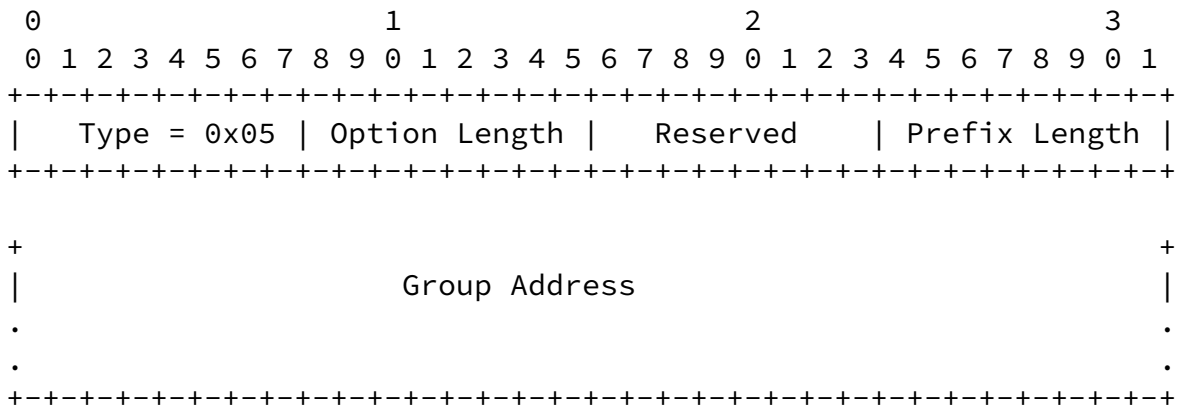 0                   1                   2                   3
 0 1 2 3 4 5 6 7 8 9 0 1 2 3 4 5 6 7 8 9 0 1 2 3 4 5 6 7 8 9 0 1
+-+-+-+-+-+-+-+-+-+-+-+-+-+-+-+-+-+-+-+-+-+-+-+-+-+-+-+-+-+-+-+-+
|   Type = 0x05 | Option Length |   Reserved    | Prefix Length |
+-+-+-+-+-+-+-+-+-+-+-+-+-+-+-+-+-+-+-+-+-+-+-+-+-+-+-+-+-+-+-+-+
+                                                               +
|                     Group Address                             |
.                                                               .
.                                                               .
+-+-+-+-+-+-+-+-+-+-+-+-+-+-+-+-+-+-+-+-+-+-+-+-+-+-+-+-+-+-+-+-+